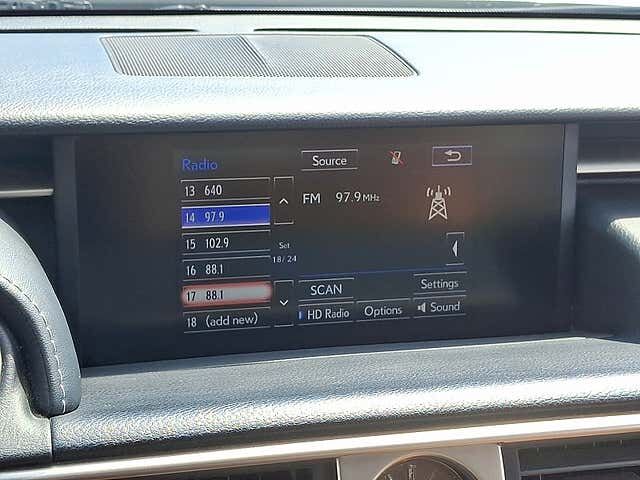 Radio
Source
13 640
14 97.9
FM 97.9 MHz
15 102.9
Set
18/24
16 88.1
17 88.1
SCAN
Settings
18 (add new)
HD Radio
Options
Sound